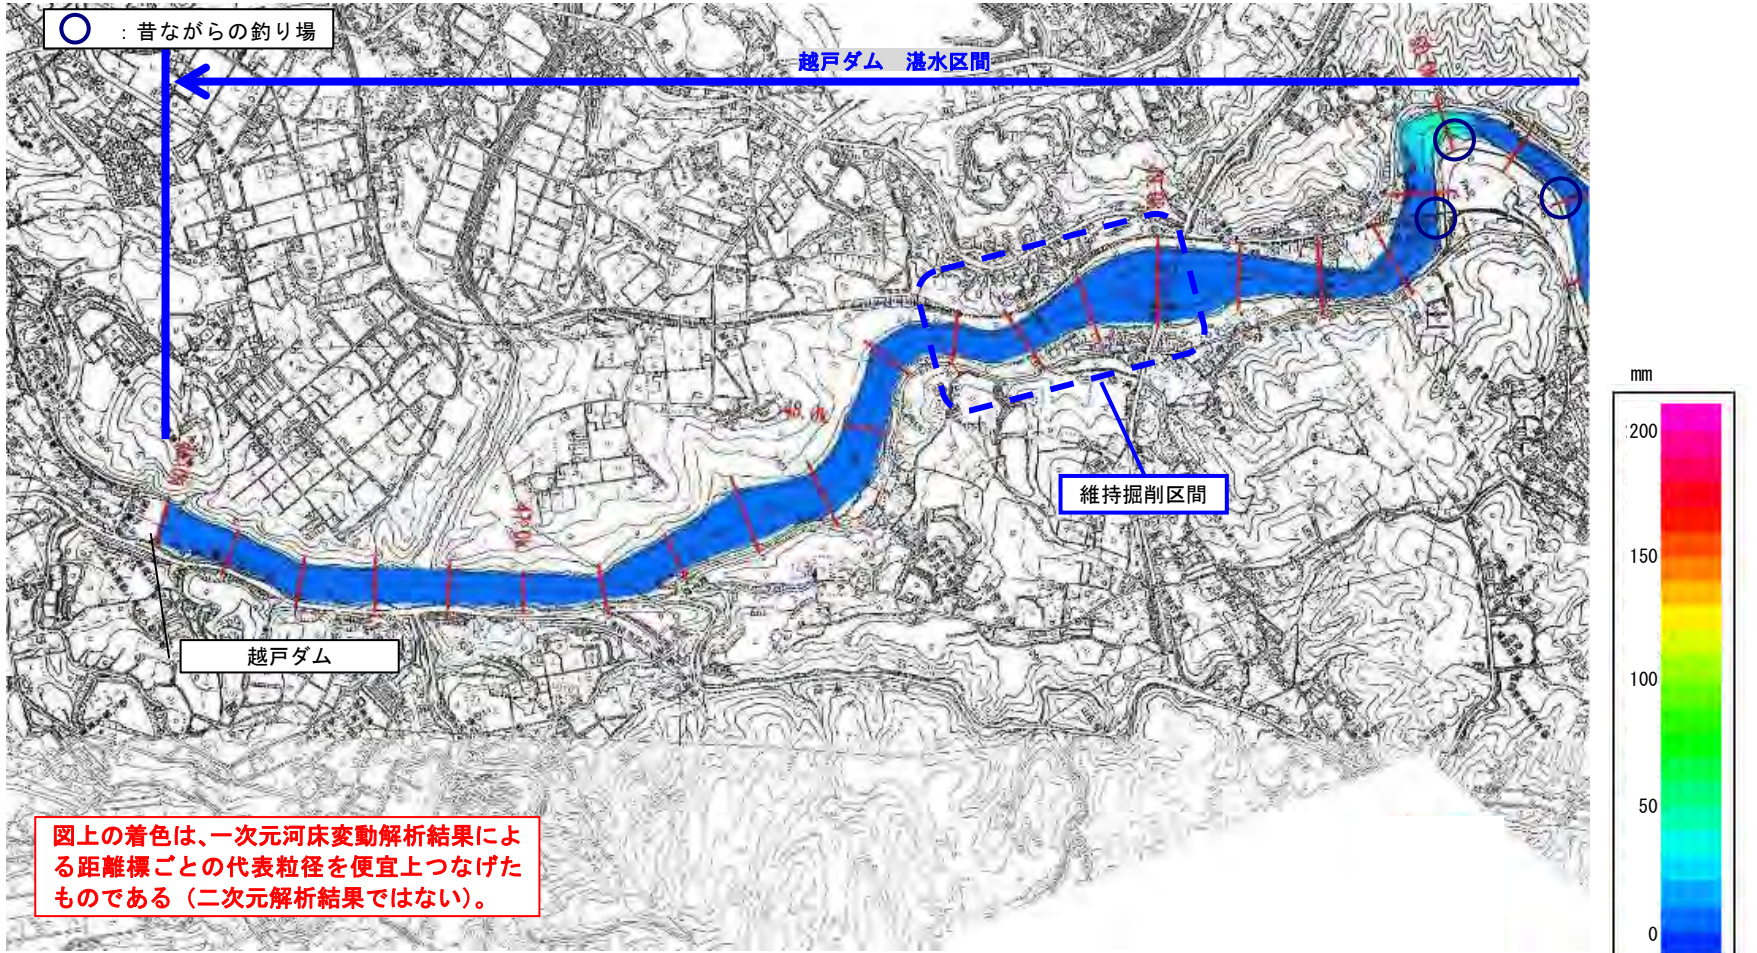 ：昔ながらの釣り場
越戸ダム　湛水区間
維持掘削区間
越戸ダム
47.0K
図上の着色は、一次元河床変動解析結果によ
る距離標ごとの代表粒径を便宜上つなげた
ものである（二次元解析結果ではない）。
mm
200
150
100
50
0